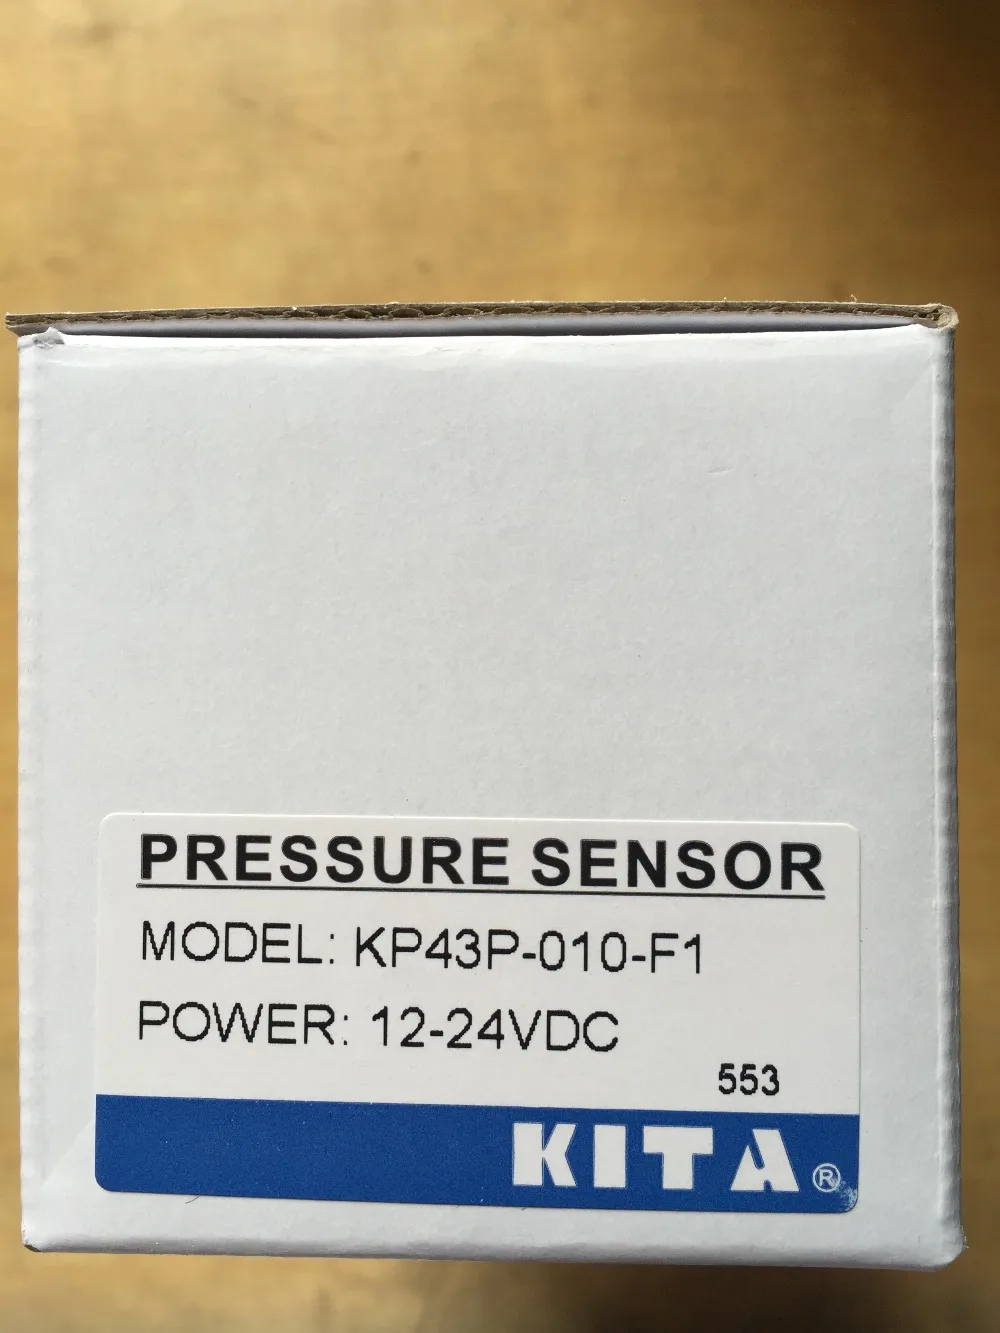 PRESSURE SENSOR
MODEL: KP43P-010-F1
POWER: 12-24VDC
553
KITA®